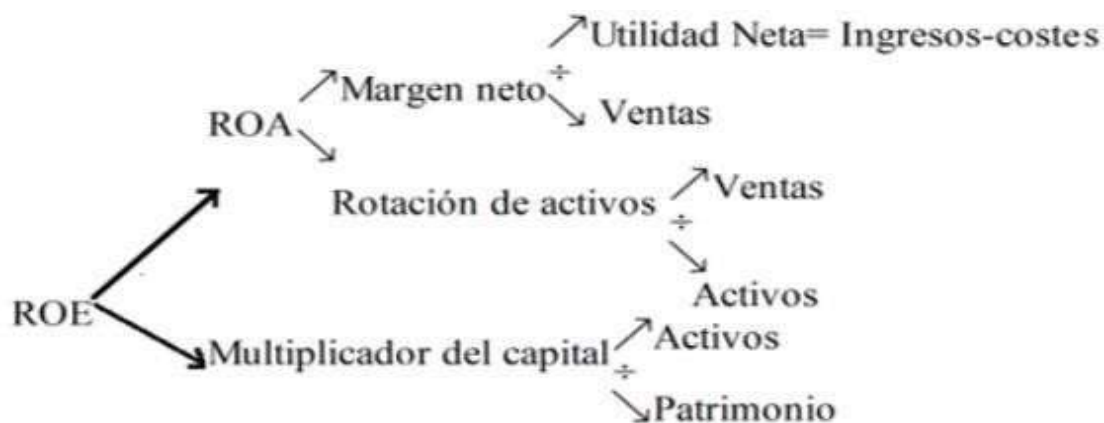 Utilidad Neta= Ingresos-costes
÷
Margen neto
Ventas
ROA
Ventas
Rotación de activos
÷
Activos
ROE
Activos
Multiplicador del capital
÷
Patrimonio